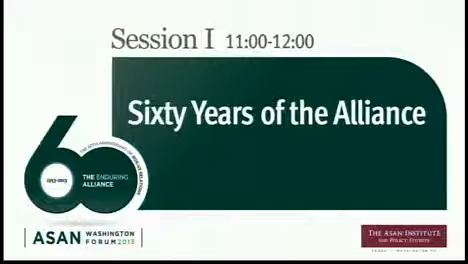 Session I 11:00-12:00
Sixty Years of the Alliance
60
THE ENDURING
ALLIANCE
ASAN WASHINGTON
FORUM 2013
THE ASAN INSTITUTE
for POLICY STUDIES